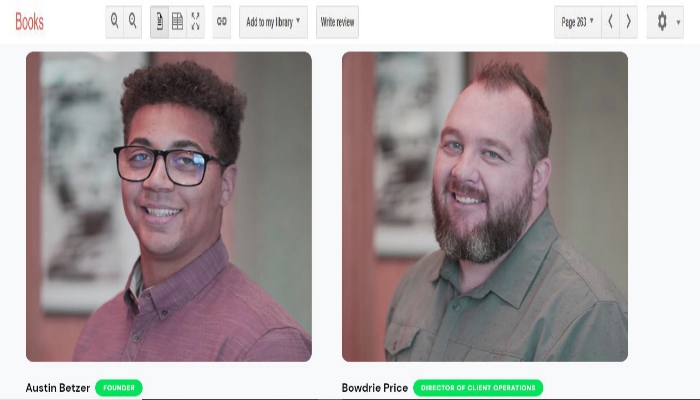 Books
Add to my library
Write review
Page 263
Austin Betzer FOUNDER
Bowdrie Price DIRECTOR OF CLIENT OPERATIONS